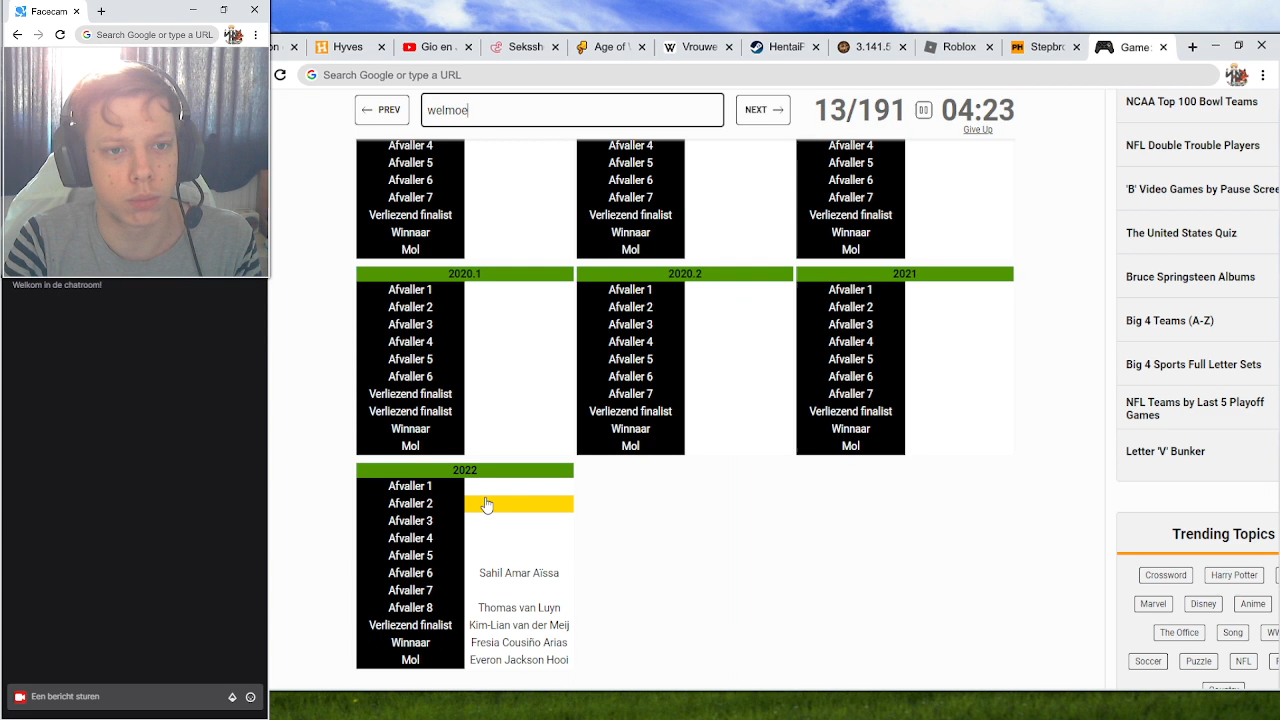 Facecam
Search Google or type a URL
Welkom in de chatroom!
Een bericht sturen
on
Hyves
Gio en
Sekssh
Age of
Vrouwe
HentaiP
3.141.5
Roblox
Stepbro
Game
Search Google or type a URL
PREV
welmoe
NEXT
13/191
04:23
Give Up
Afvaller 4
Afvaller 5
Afvaller 6
Afvaller 7
Verliezend finalist
Winnaar
Mol
Afvaller 4
Afvaller 5
Afvaller 6
Afvaller 7
Verliezend finalist
Winnaar
Mol
Afvaller 4
Afvaller 5
Afvaller 6
Afvaller 7
Verliezend finalist
Winnaar
Mol
2020.1
Afvaller 1
Afvaller 2
Afvaller 3
Afvaller 4
Afvaller 5
Afvaller 6
Verliezend finalist
Verliezend finalist
Winnaar
Mol
2020.2
Afvaller 1
Afvaller 2
Afvaller 3
Afvaller 4
Afvaller 5
Afvaller 6
Afvaller 7
Verliezend finalist
Winnaar
Mol
2021
Afvaller 1
Afvaller 2
Afvaller 3
Afvaller 4
Afvaller 5
Afvaller 6
Afvaller 7
Verliezend finalist
Winnaar
Mol
2022
Afvaller 1
Afvaller 2
Afvaller 3
Afvaller 4
Afvaller 5
Afvaller 6 Sahil Amar Aïssa
Afvaller 7
Afvaller 8 Thomas van Luyn
Verliezend finalist Kim-Lian van der Meij
Winnaar Fresia Cousiño Arias
Mol Everon Jackson Hooi
NCAA Top 100 Bowl Teams
NFL Double Trouble Players
'B' Video Games by Pause Scree
The United States Quiz
Bruce Springsteen Albums
Big 4 Teams (A-Z)
Big 4 Sports Full Letter Sets
NFL Teams by Last 5 Playoff
Games
Letter 'V' Bunker
Trending Topics
Crossword
Harry Potter
Marvel
Disney
Anime
The Office
Song
WW
Soccer
Puzzle
NFL